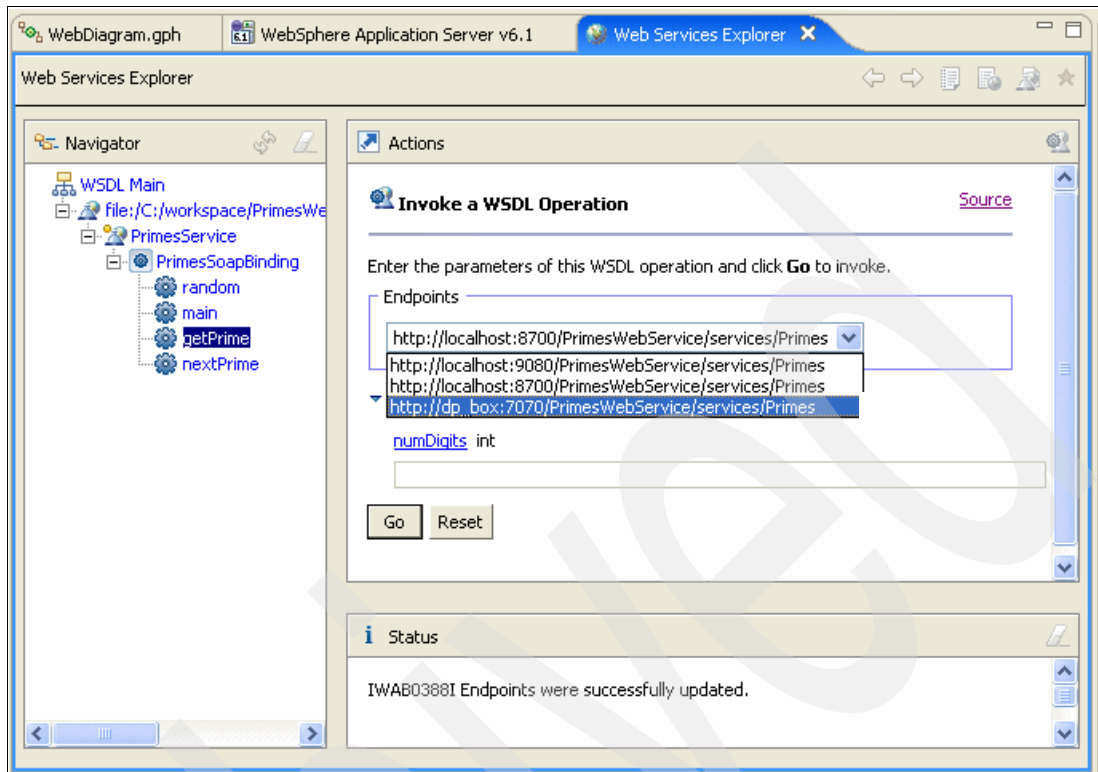 WebDiagram.gph
6.1 WebSphere Application Server v6.1
Web Services Explorer
Web Services Explorer
Navigator
WSDL Main
file:/C:/workspace/PrimesWe
PrimesService
PrimesSoapBinding
random
main
getPrime
nextPrime
Actions
Invoke a WSDL Operation
Source
Enter the parameters of this WSDL operation and click Go to invoke.
Endpoints
http://localhost:8700/PrimesWebService/services/Primes
http://localhost:9080/PrimesWebService/services/Primes
http://localhost:8700/PrimesWebService/services/Primes
http://dp_box:7070/PrimesWebService/services/Primes
numDigits int
Go Reset
i Status
IWAB0388I Endpoints were successfully updated.